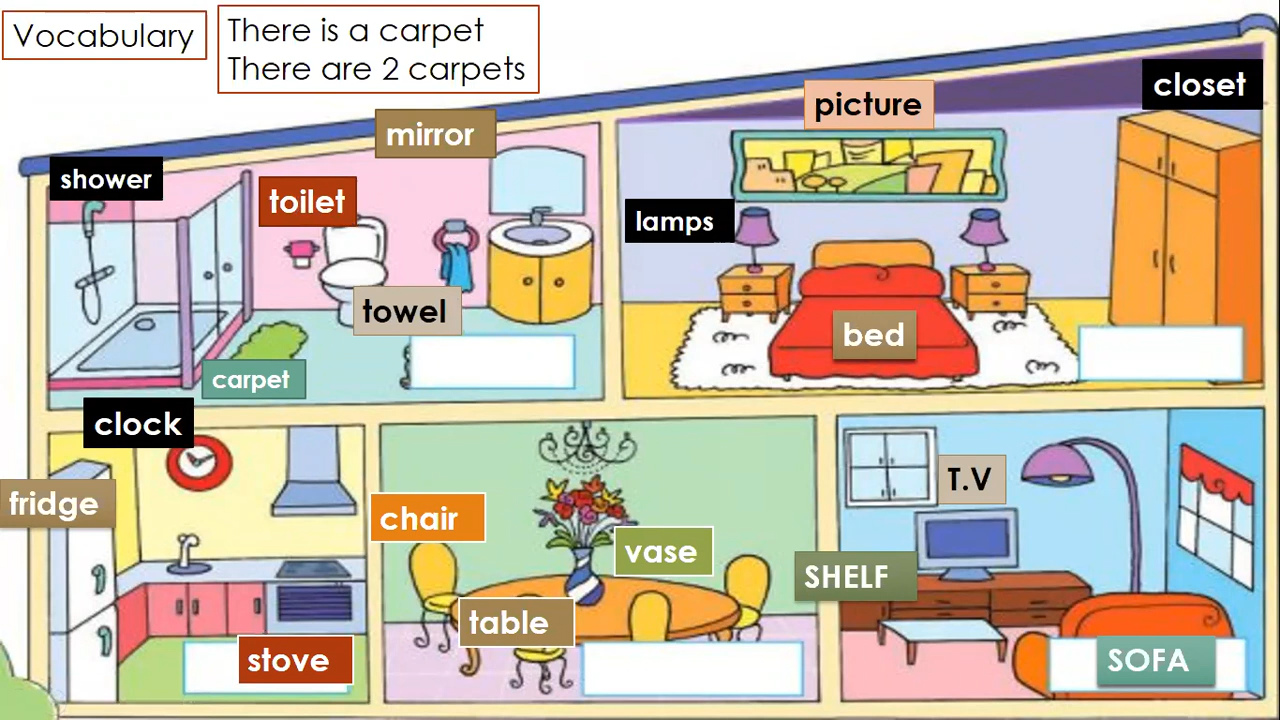 Vocabulary
There is a carpet
There are 2 carpets
closet
picture
mirror
shower
toilet
lamps
towel
bed
carpet
clock
T.V
fridge
chair
vase
SHELF
table
stove
SOFA